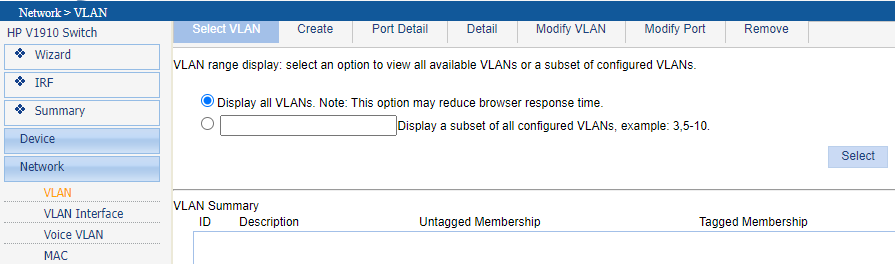 Network > VLAN
HP V1910 Switch
Wizard
IRF
Summary
Device
Network
VLAN
VLAN Interface
Voice VLAN
MAC
Select VLAN Create Port Detail Detail Modify VLAN Modify Port Remove
VLAN range display: select an option to view all available VLANs or a subset of configured VLANs.
Display all VLANs. Note: This option may reduce browser response time.
Display a subset of all configured VLANs, example: 3,5-10.
Select
VLAN Summary
ID Description Untagged Membership Tagged Membership